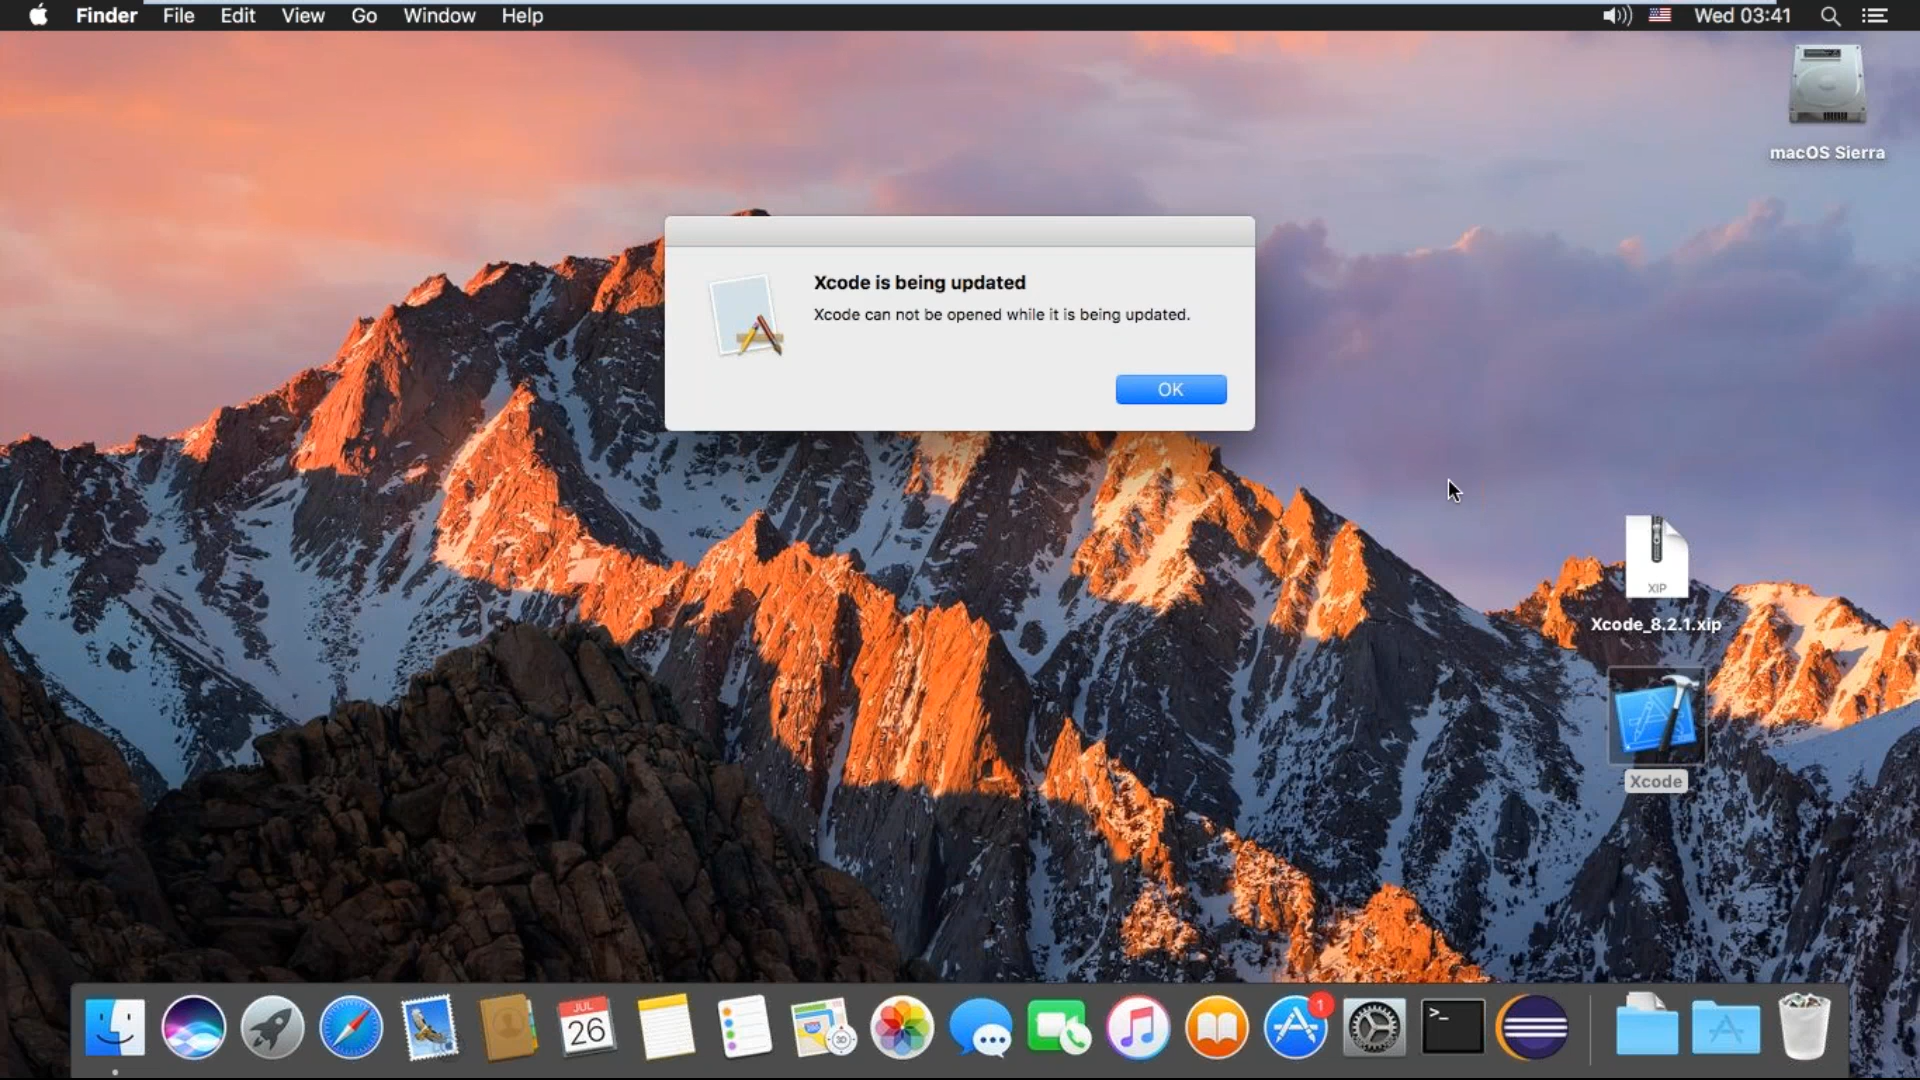 Finder File Edit View Go Window Help Wed 03:41
macOS Sierra
Xcode is being updated
Xcode can not be opened while it is being updated.
OK
XIP
Xcode_8.2.1.xip
Xcode
JUL
26
3D
1
>_